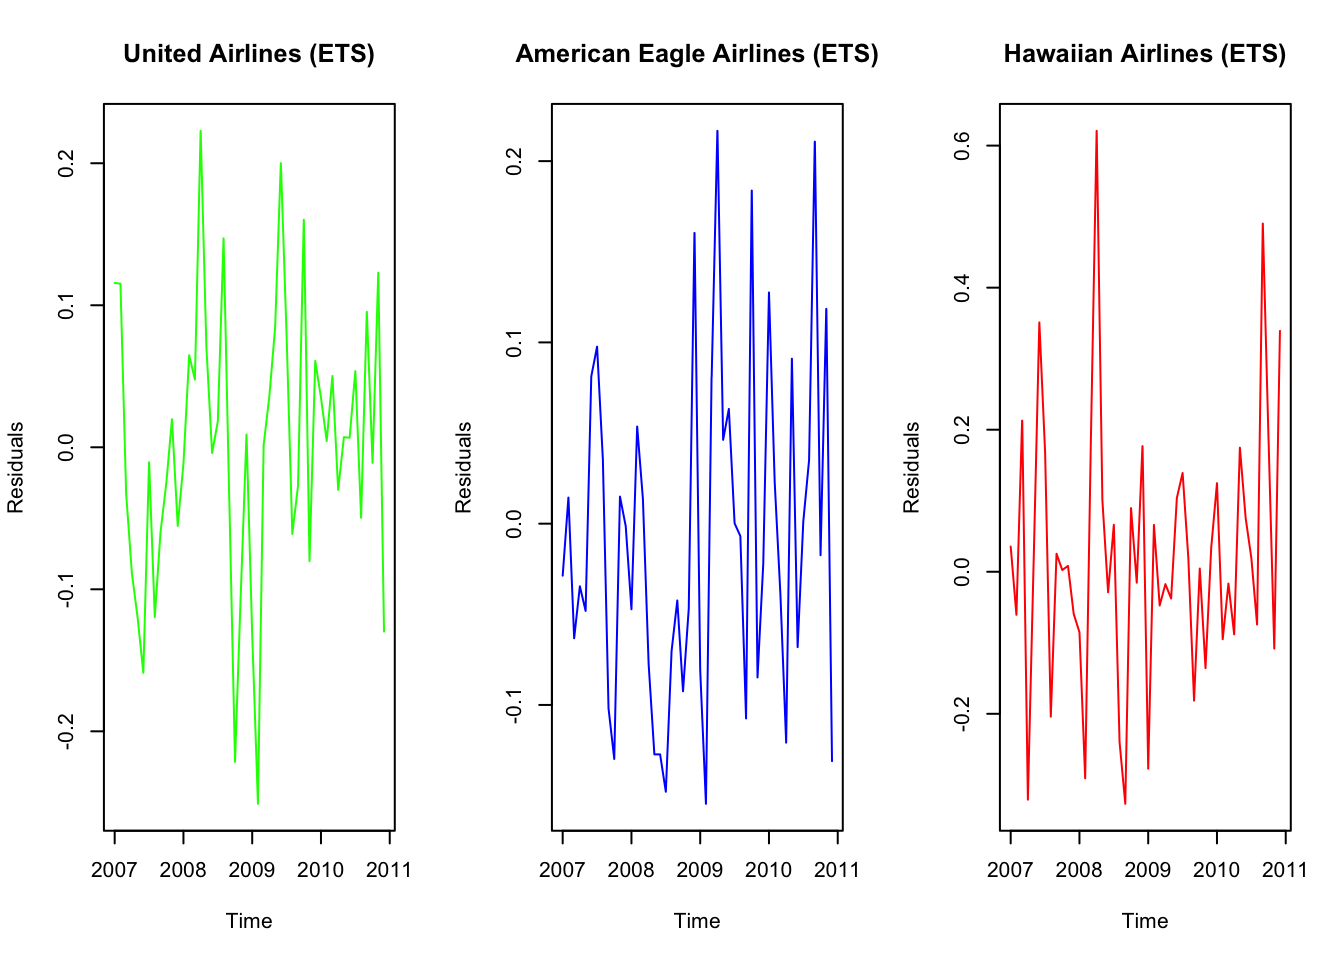 United Airlines (ETS)
Residuals
0.2
0.1
0.0
-0.1
-0.2
2007 2008 2009 2010 2011
Time
American Eagle Airlines (ETS)
Residuals
0.2
0.1
0.0
-0.1
2007 2008 2009 2010 2011
Time
Hawaiian Airlines (ETS)
Residuals
0.6
0.4
0.2
0.0
-0.2
2007 2008 2009 2010 2011
Time